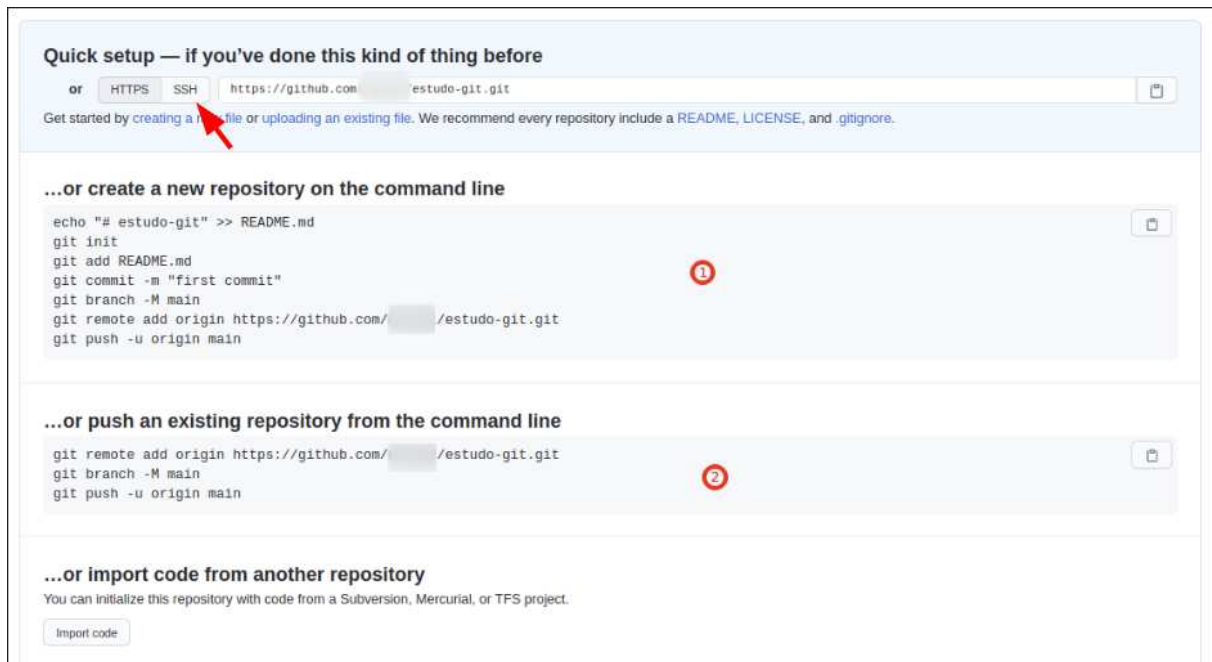 Quick setup — if you've done this kind of thing before
or HTTPS SSH https://github.com estudo-git.git
Get started by creating a new file or uploading an existing file. We recommend every repository include a README, LICENSE, and .gitignore.
…or create a new repository on the command line
echo "# estudo-git" >> README.md
git init
git add README.md
git commit -m "first commit"
1
git branch -M main
git remote add origin https://github.com/ /estudo-git.git
git push -u origin main
…or push an existing repository from the command line
git remote add origin https://github.com/ /estudo-git.git
git branch -M main
2
git push -u origin main
…or import code from another repository
You can initialize this repository with code from a Subversion, Mercurial, or TFS project.
Import code